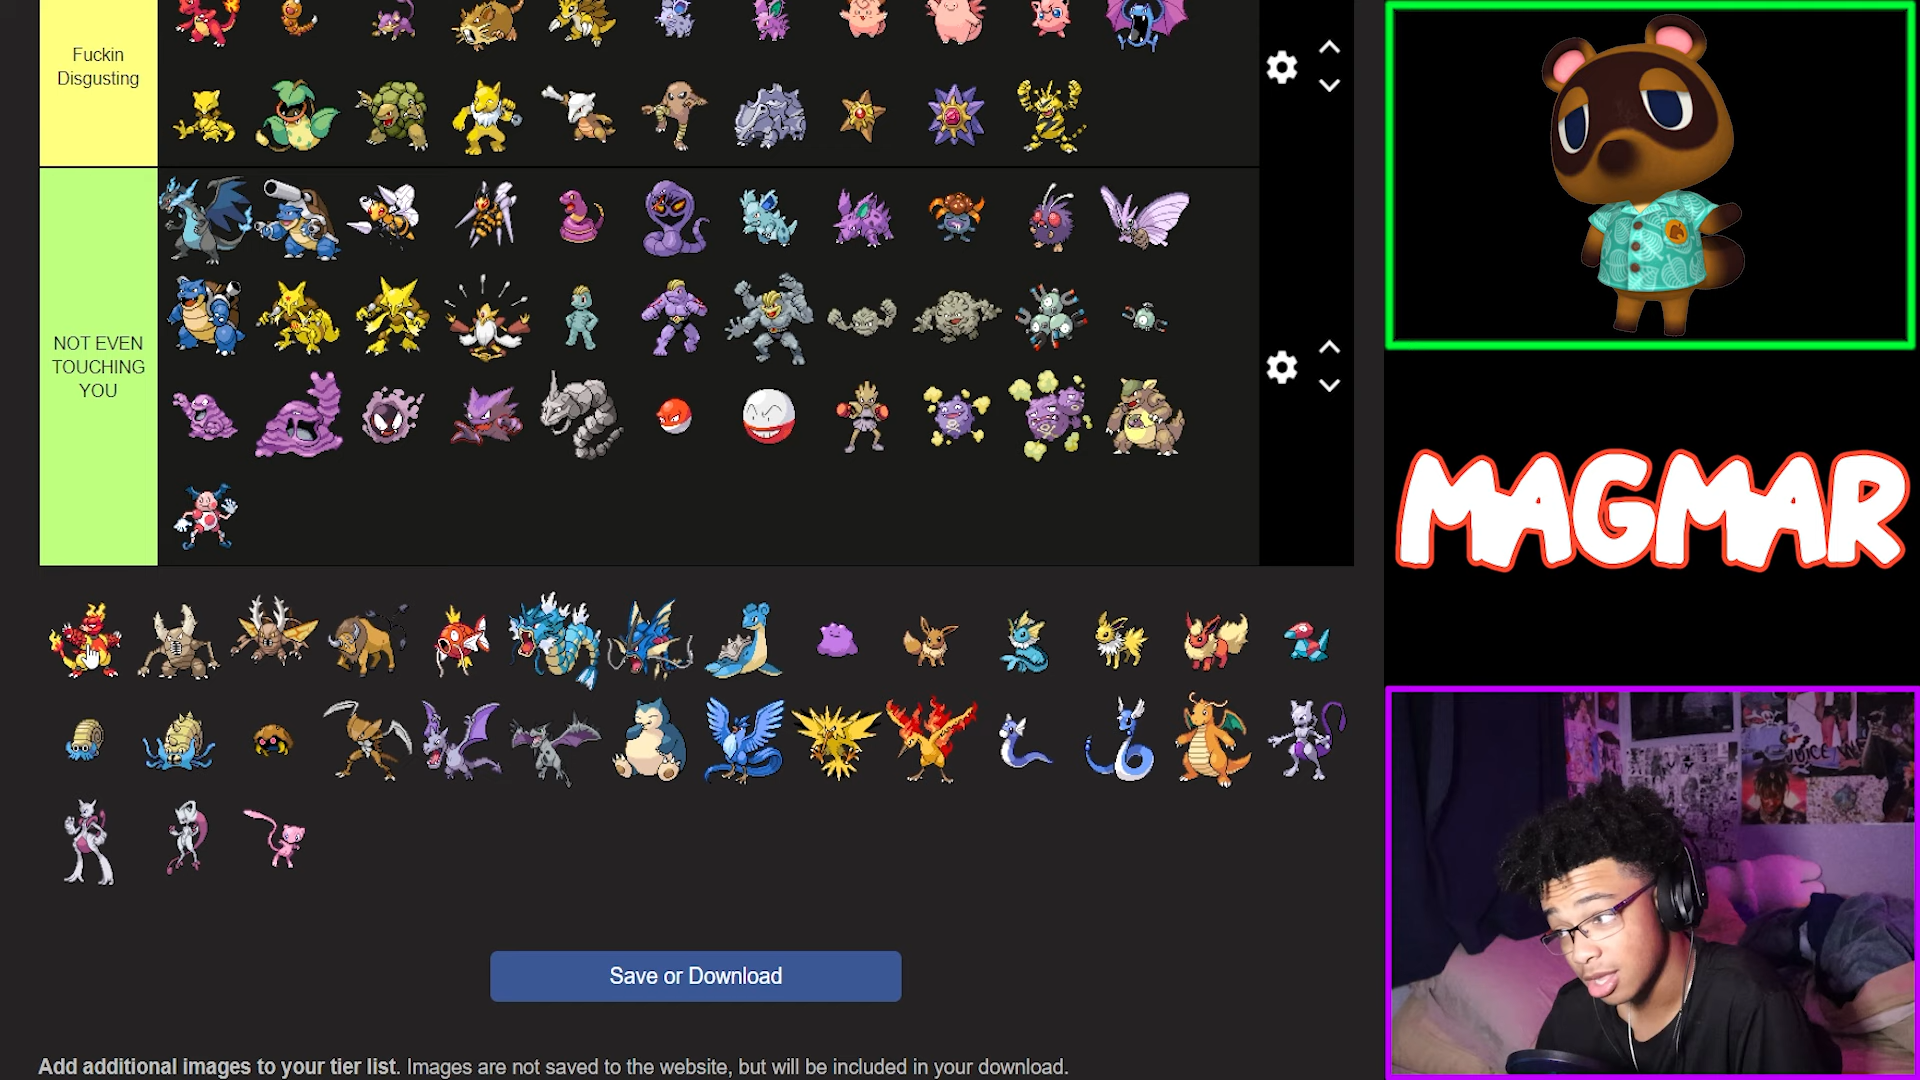 Fuckin
Disgusting
NOT EVEN
TOUCHING
YOU
MAGMAR
Save or Download
Add additional images to your tier list. Images are not saved to the website, but will be included in your download.